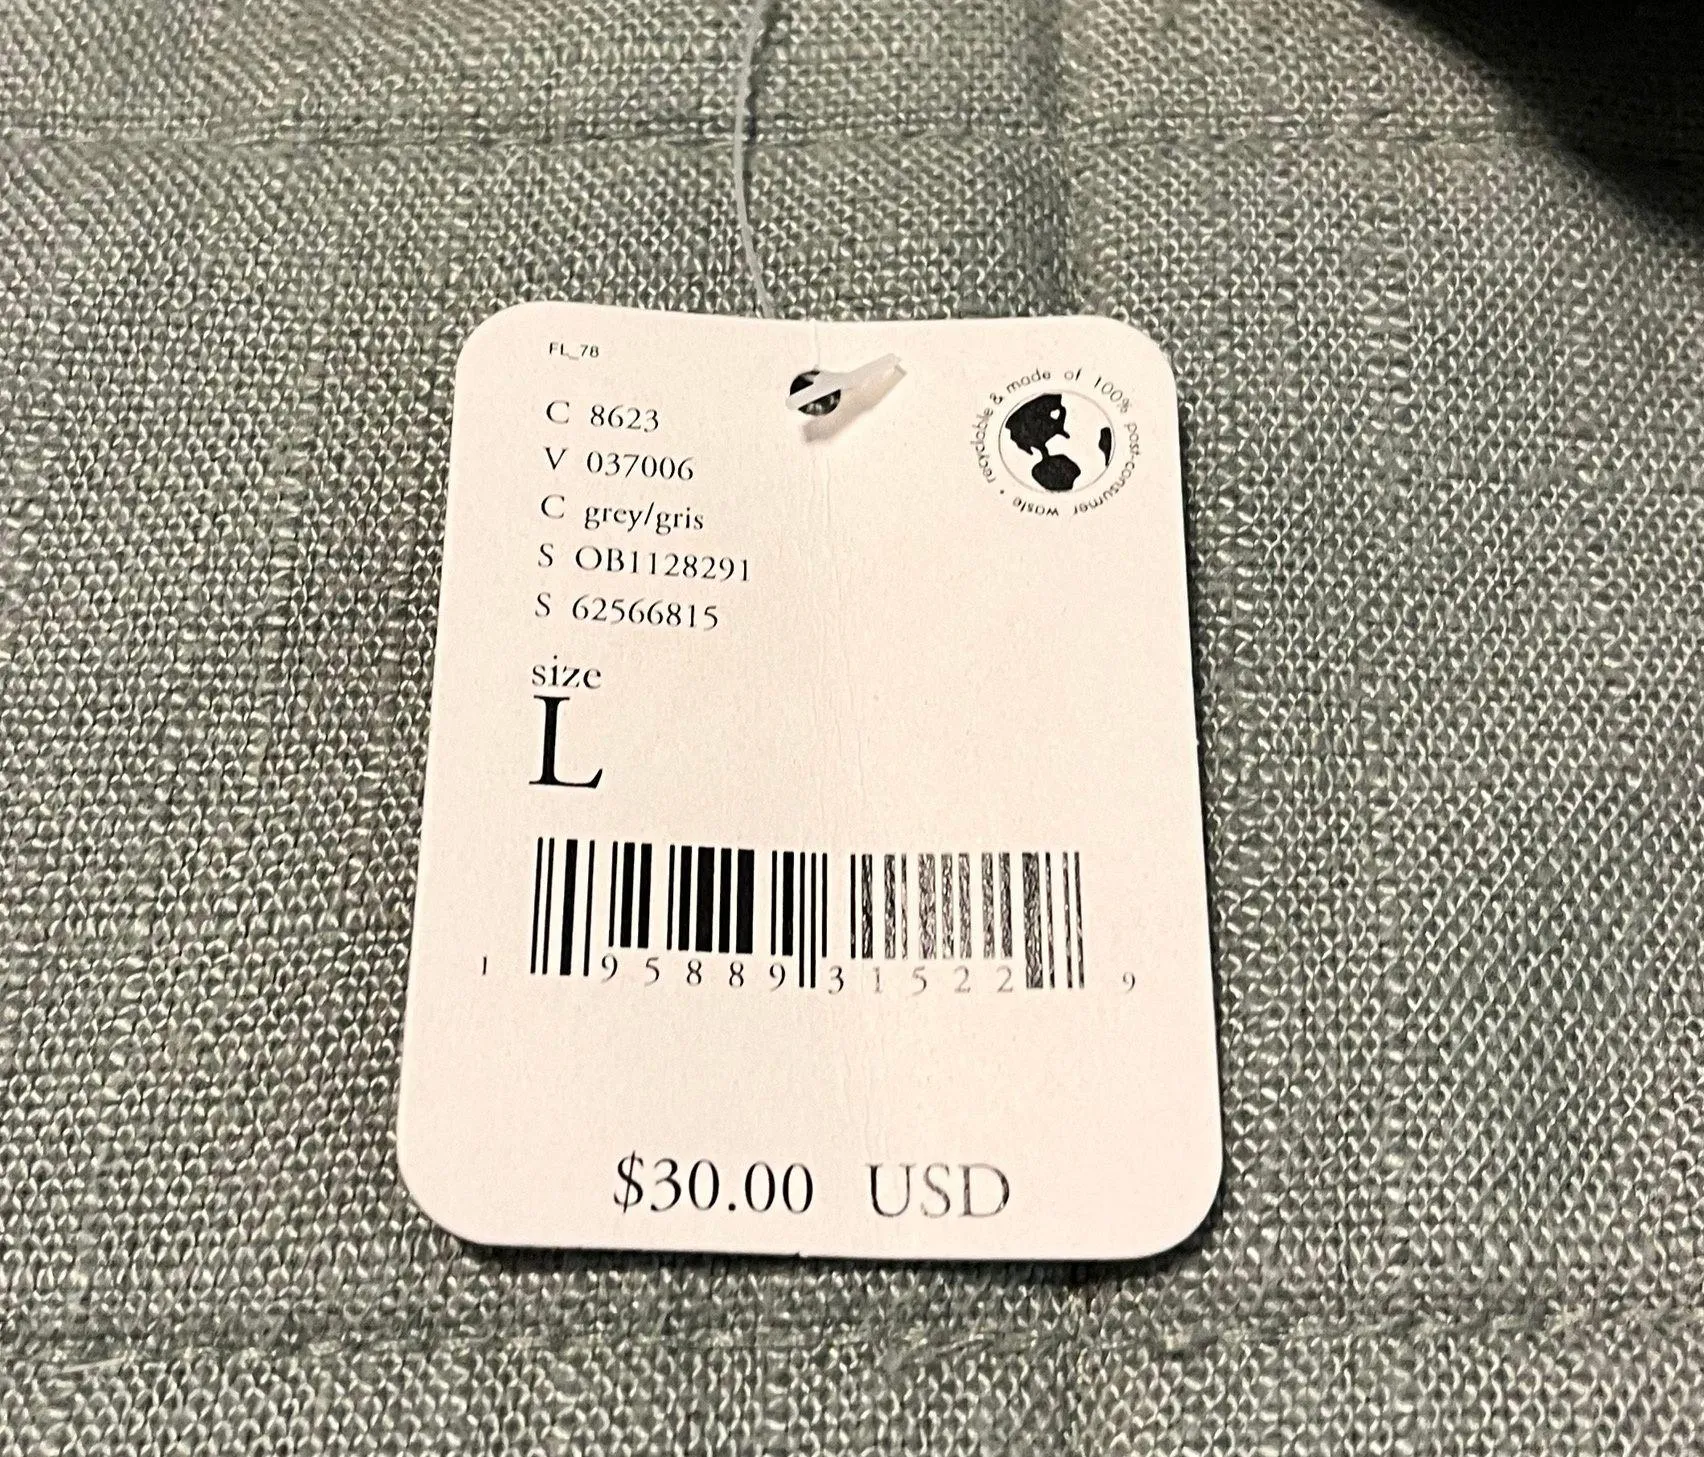 FL_78
recyclable & made of 100% post-consumer waste •
C 8623
V 037006
C grey/gris
S OB1128291
S 62566815
size
L
1 95889 31522 9
$30.00 USD